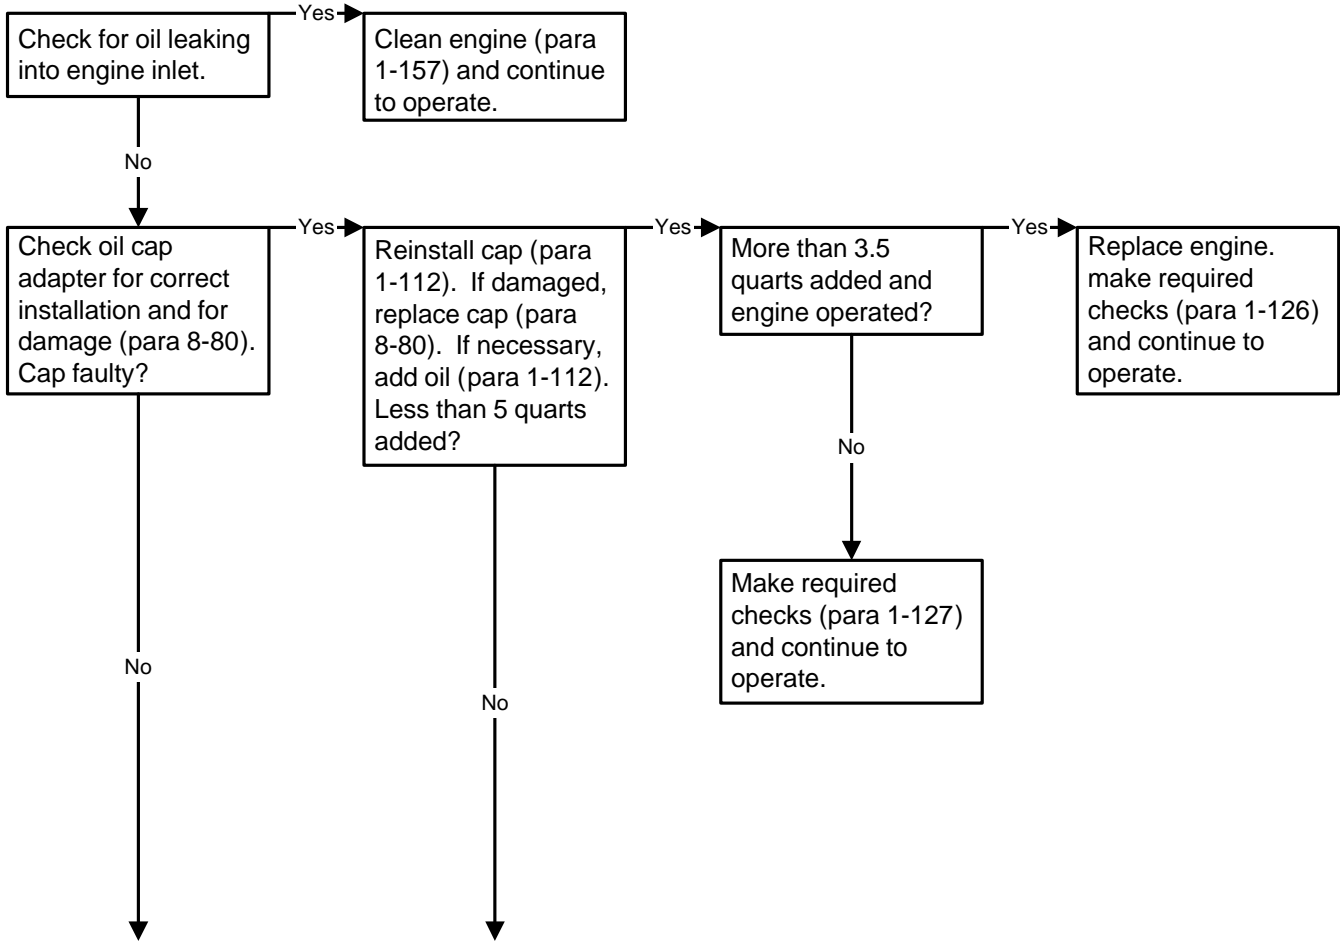 Yes
Check for oil leaking
into engine inlet.
Clean engine (para
1-157) and continue
to operate.
No
Yes
Yes
Yes
Check oil cap
adapter for correct
installation and for
damage (para 8-80).
Cap faulty?
Reinstall cap (para
1-112).  If damaged,
replace cap (para
8-80).  If necessary,
add oil (para 1-112).
Less than 5 quarts
added?
More than 3.5
quarts added and
engine operated?
Replace engine.
make required
checks (para 1-126)
and continue to
operate.
No
Make required
checks (para 1-127)
and continue to
operate.
No
No